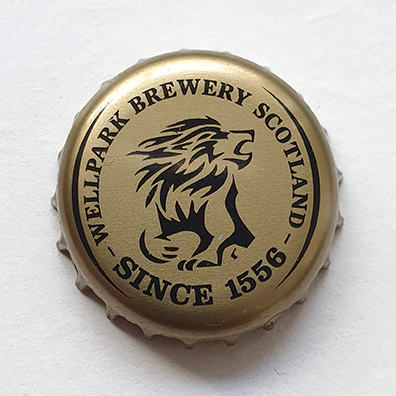 - WELLPARK BREWERY SCOTLAND -
SINCE 1556